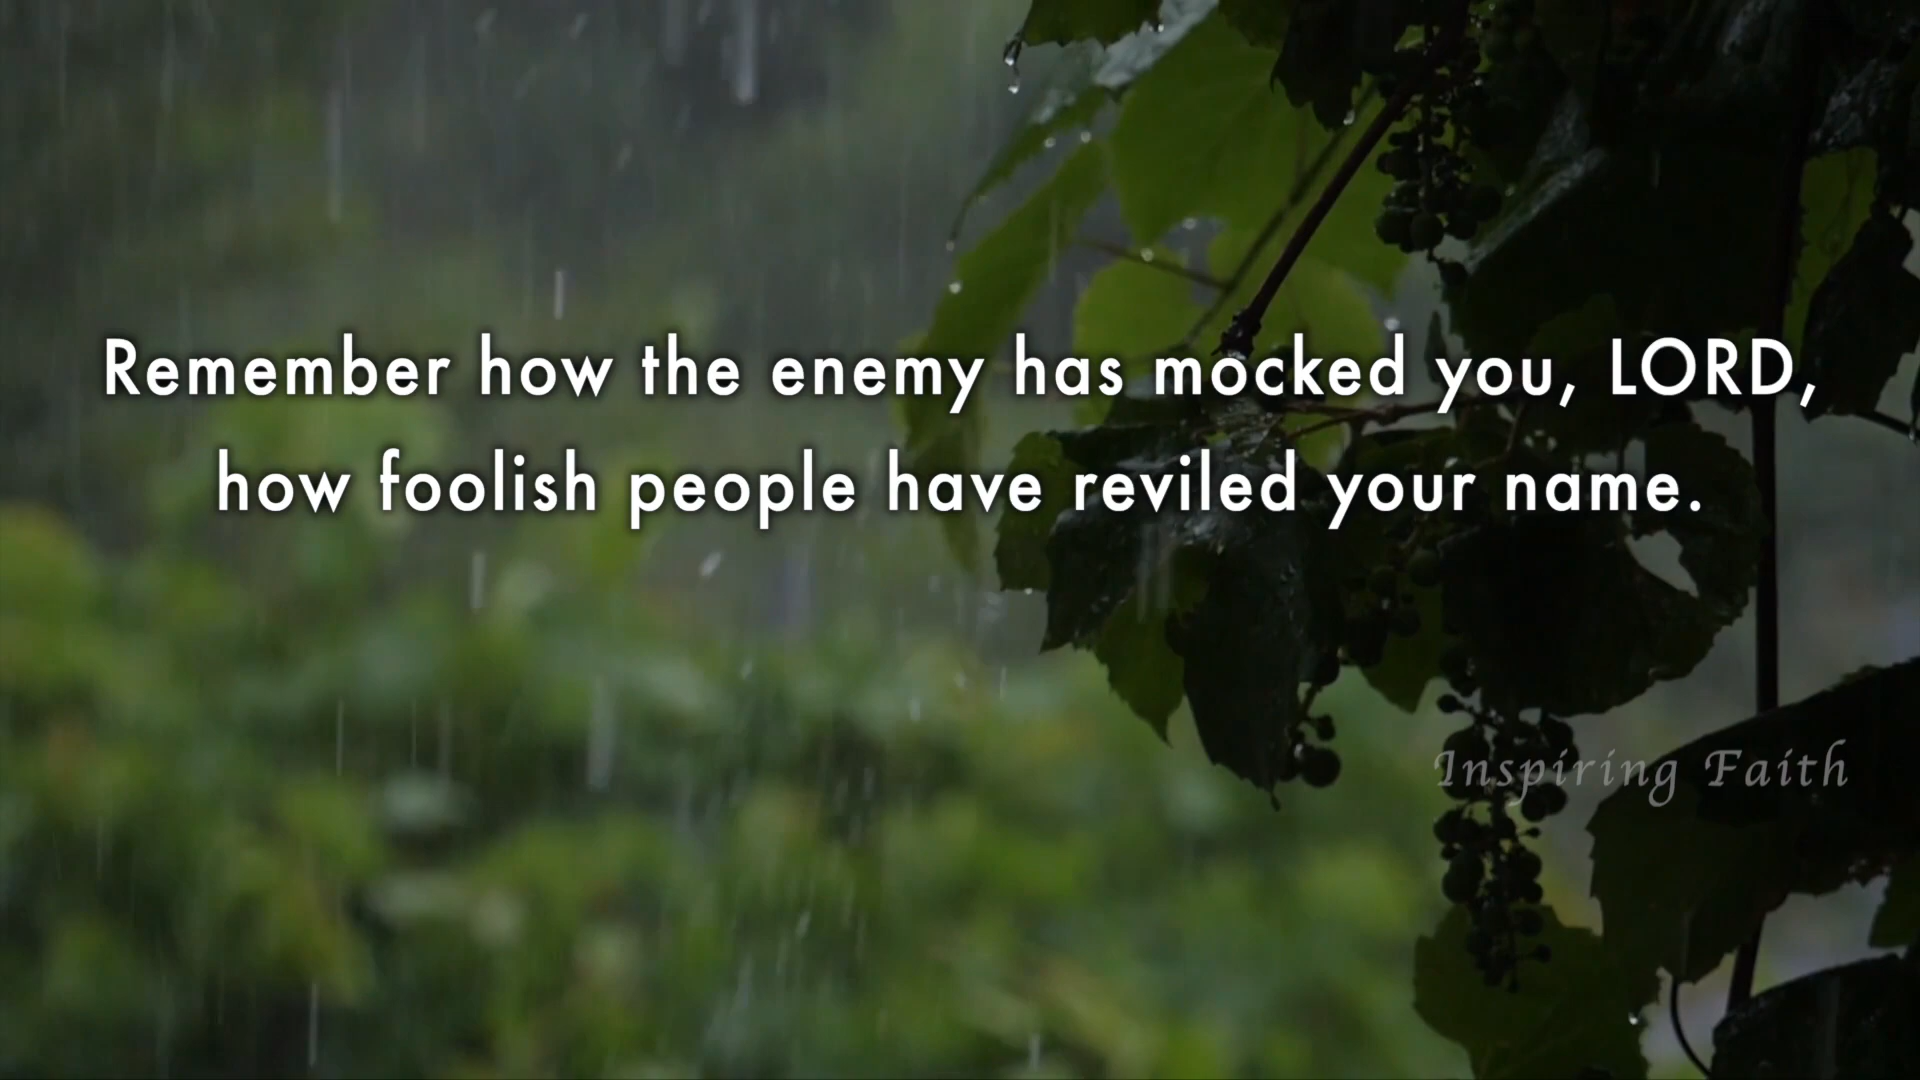 Remember how the enemy has mocked you, LORD,
how foolish people have reviled your name.
Inspiring Faith